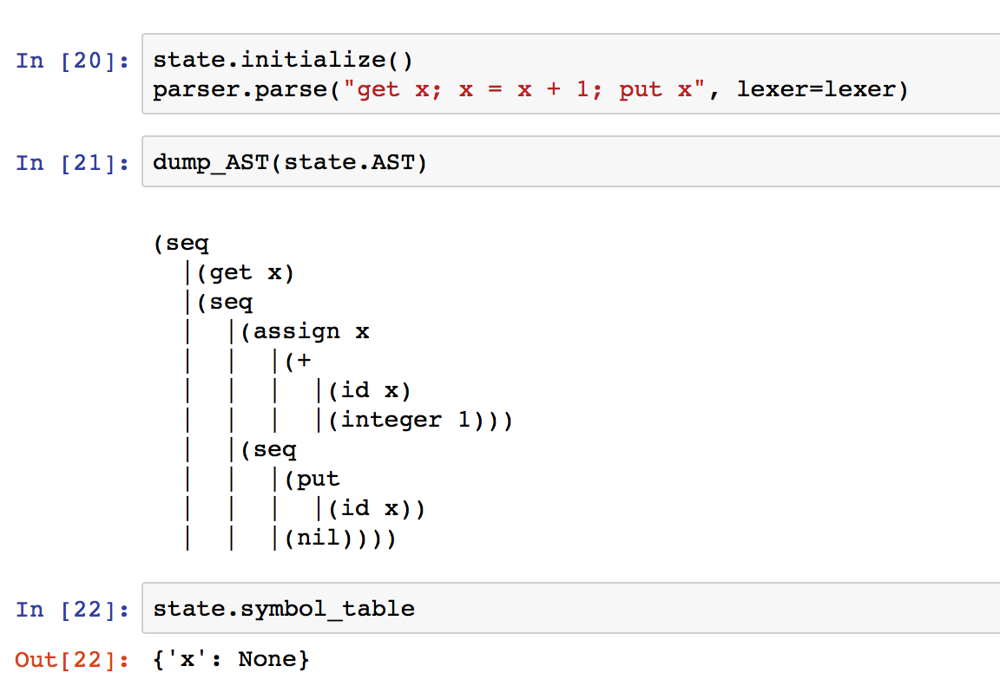 In [20]: state.initialize()
parser.parse("get x; x = x + 1; put x", lexer=lexer)
In [21]: dump_AST(state.AST)
(seq
  |(get x)
  |(seq
  |  |(assign x
  |  |  |(+
  |  |  |  |(id x)
  |  |  |  |(integer 1)))
  |  |(seq
  |  |  |(put
  |  |  |  |(id x))
  |  |  |(nil))))
In [22]: state.symbol_table
Out[22]: {'x': None}